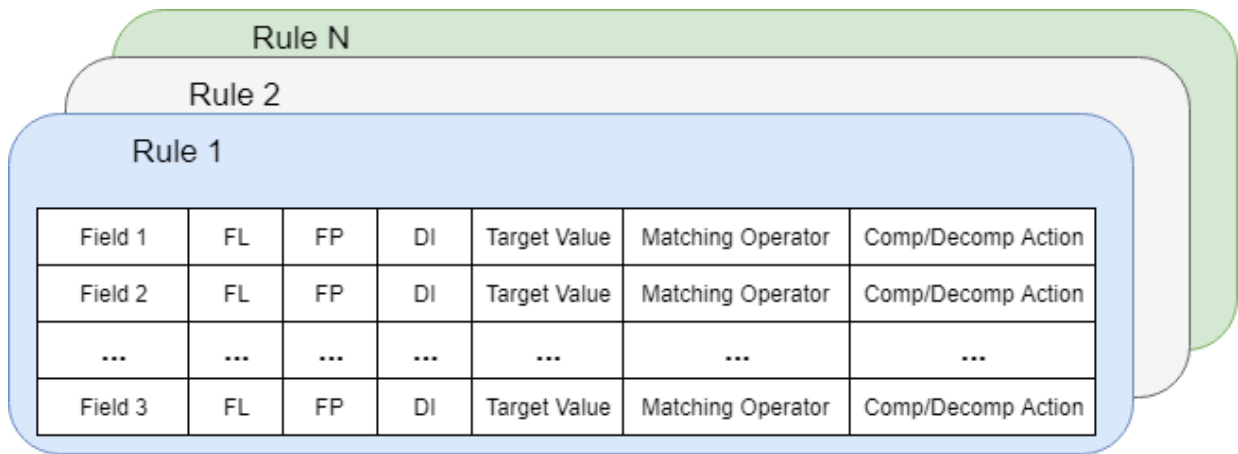 Rule N
Rule 2
Rule 1
Field 1 FL FP DI Target Value Matching Operator Comp/Decomp Action
Field 2 FL FP DI Target Value Matching Operator Comp/Decomp Action
... ... ... ... ... ... ...
Field 3 FL FP DI Target Value Matching Operator Comp/Decomp Action